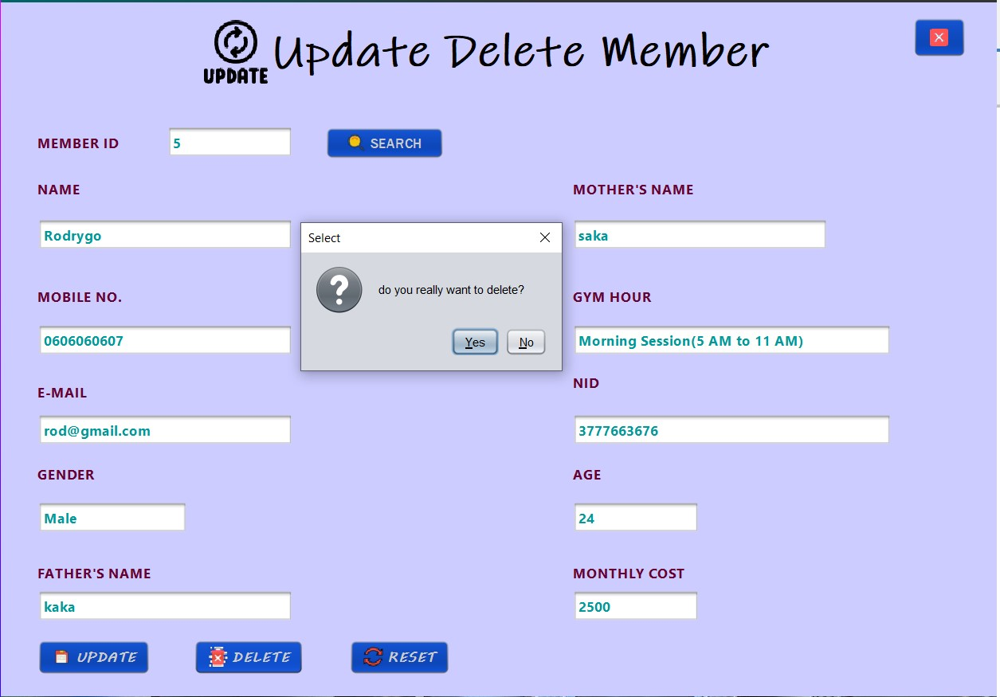 UPDATE
Update Delete Member
MEMBER ID
5
SEARCH
NAME
MOTHER'S NAME
Rodrygo
saka
Select
do you really want to delete?
Yes
No
MOBILE NO.
GYM HOUR
0606060607
Morning Session(5 AM to 11 AM)
E-MAIL
NID
rod@gmail.com
3777663676
GENDER
AGE
Male
24
FATHER'S NAME
MONTHLY COST
kaka
2500
UPDATE
DELETE
RESET